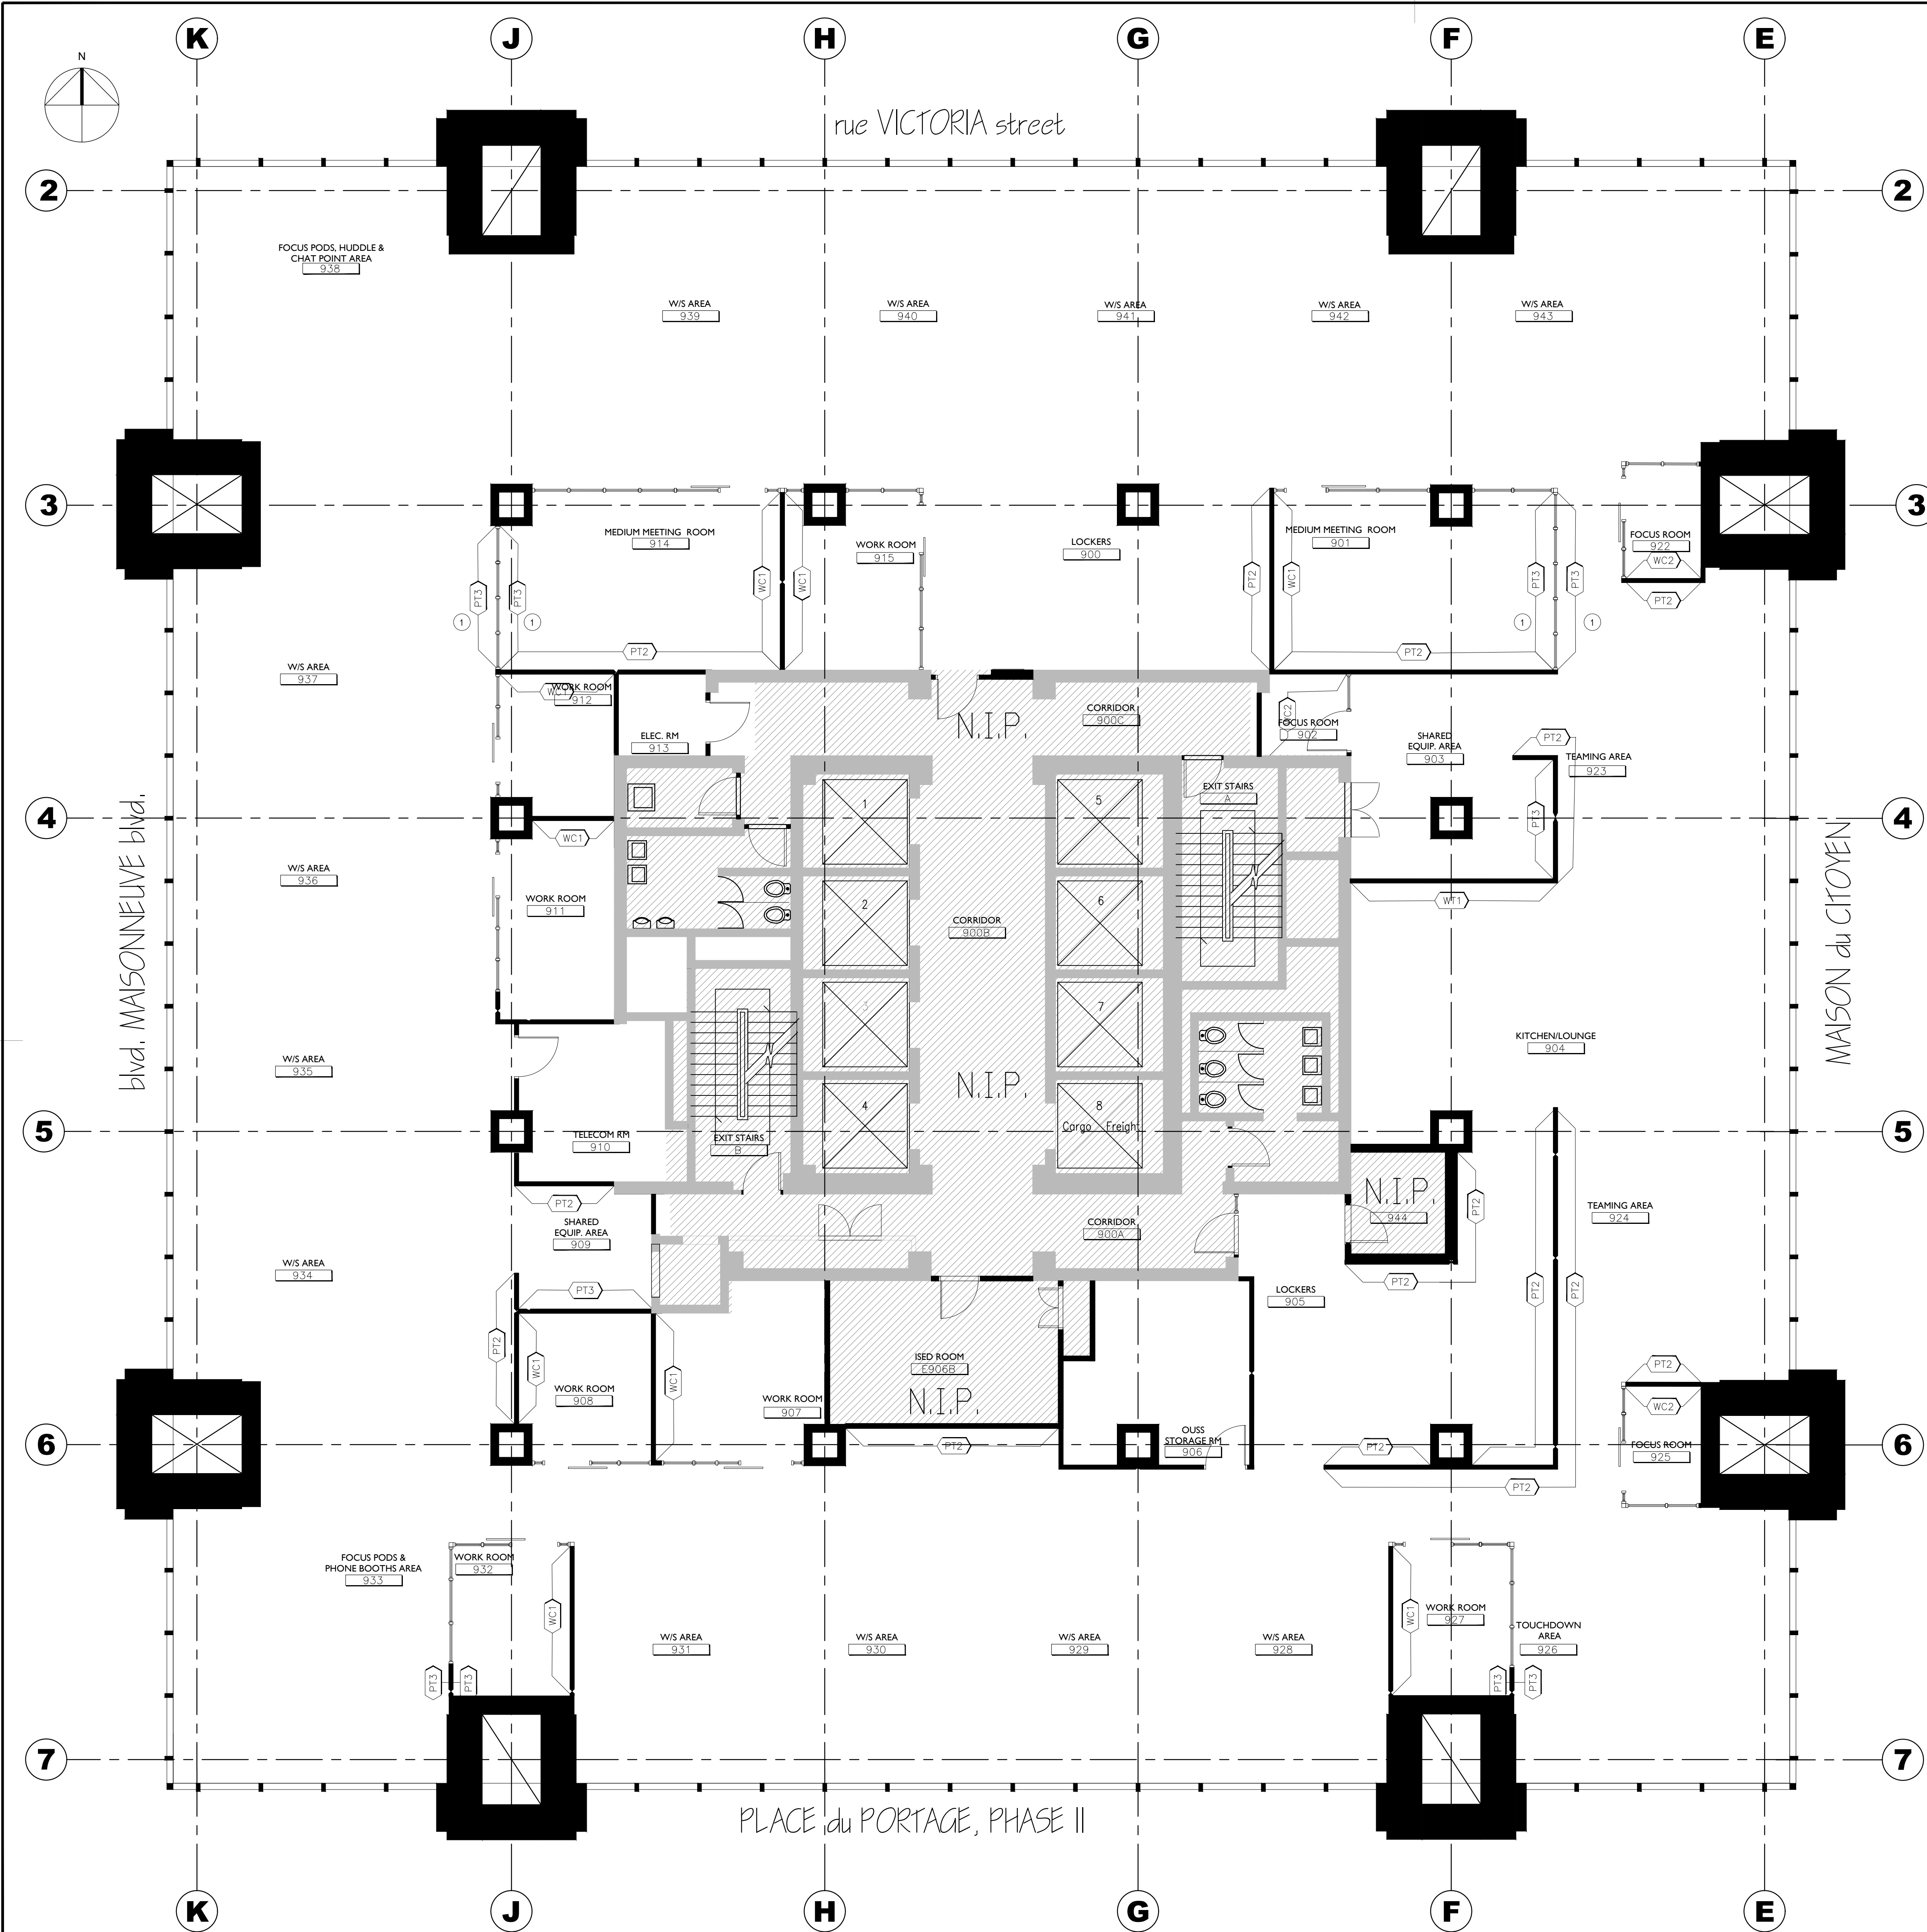 K J H G F E
N
rue VICTORIA street
2 2
FOCUS PODS, HUDDLE &
CHAT POINT AREA
938
W/S AREA
939
W/S AREA
940
W/S AREA
941
W/S AREA
942
W/S AREA
943
3 3
MEDIUM MEETING ROOM
914
WORK ROOM
915
LOCKERS
900
MEDIUM MEETING ROOM
901
FOCUS ROOM
922
WC2
PT2
PT3
PT3
WC1
WC1
PT2
WC1
PT3
PT3
1
1
1
1
PT2
PT2
W/S AREA
937
WC1
WORK ROOM
912
ELEC. RM
913
N.I.P.
CORRIDOR
900C
WC2
FOCUS ROOM
902
SHARED
EQUIP. AREA
903
PT2
TEAMING AREA
923
PT3
EXIT STAIRS
A
1
5
4 4
blvd. MAISONNEUVE blvd.
MAISON du CITOYEN
WC1
W/S AREA
936
WORK ROOM
911
2
6
WT1
CORRIDOR
900B
3
7
KITCHEN/LOUNGE
904
W/S AREA
935
N.I.P.
4
8
Cargo Freight
5 5
TELECOM RM
910
EXIT STAIRS
B
PT2
SHARED
EQUIP. AREA
909
CORRIDOR
900A
N.I.P.
944
PT2
TEAMING AREA
924
W/S AREA
934
PT3
PT2
PT2
PT2
LOCKERS
905
PT2
WC1
WC1
ISED ROOM
E906B
N.I.P.
WORK ROOM
908
WORK ROOM
907
PT2
WC2
6 6
PT2
OUSS
STORAGE RM
906
PT2
FOCUS ROOM
925
PT2
FOCUS PODS &
PHONE BOOTHS AREA
933
WORK ROOM
932
WC1
WC1
WORK ROOM
927
TOUCHDOWN
AREA
926
W/S AREA
931
W/S AREA
930
W/S AREA
929
W/S AREA
928
PT3
PT3
PT3
PT3
7 7
PLACE du PORTAGE, PHASE II
K J H G F E